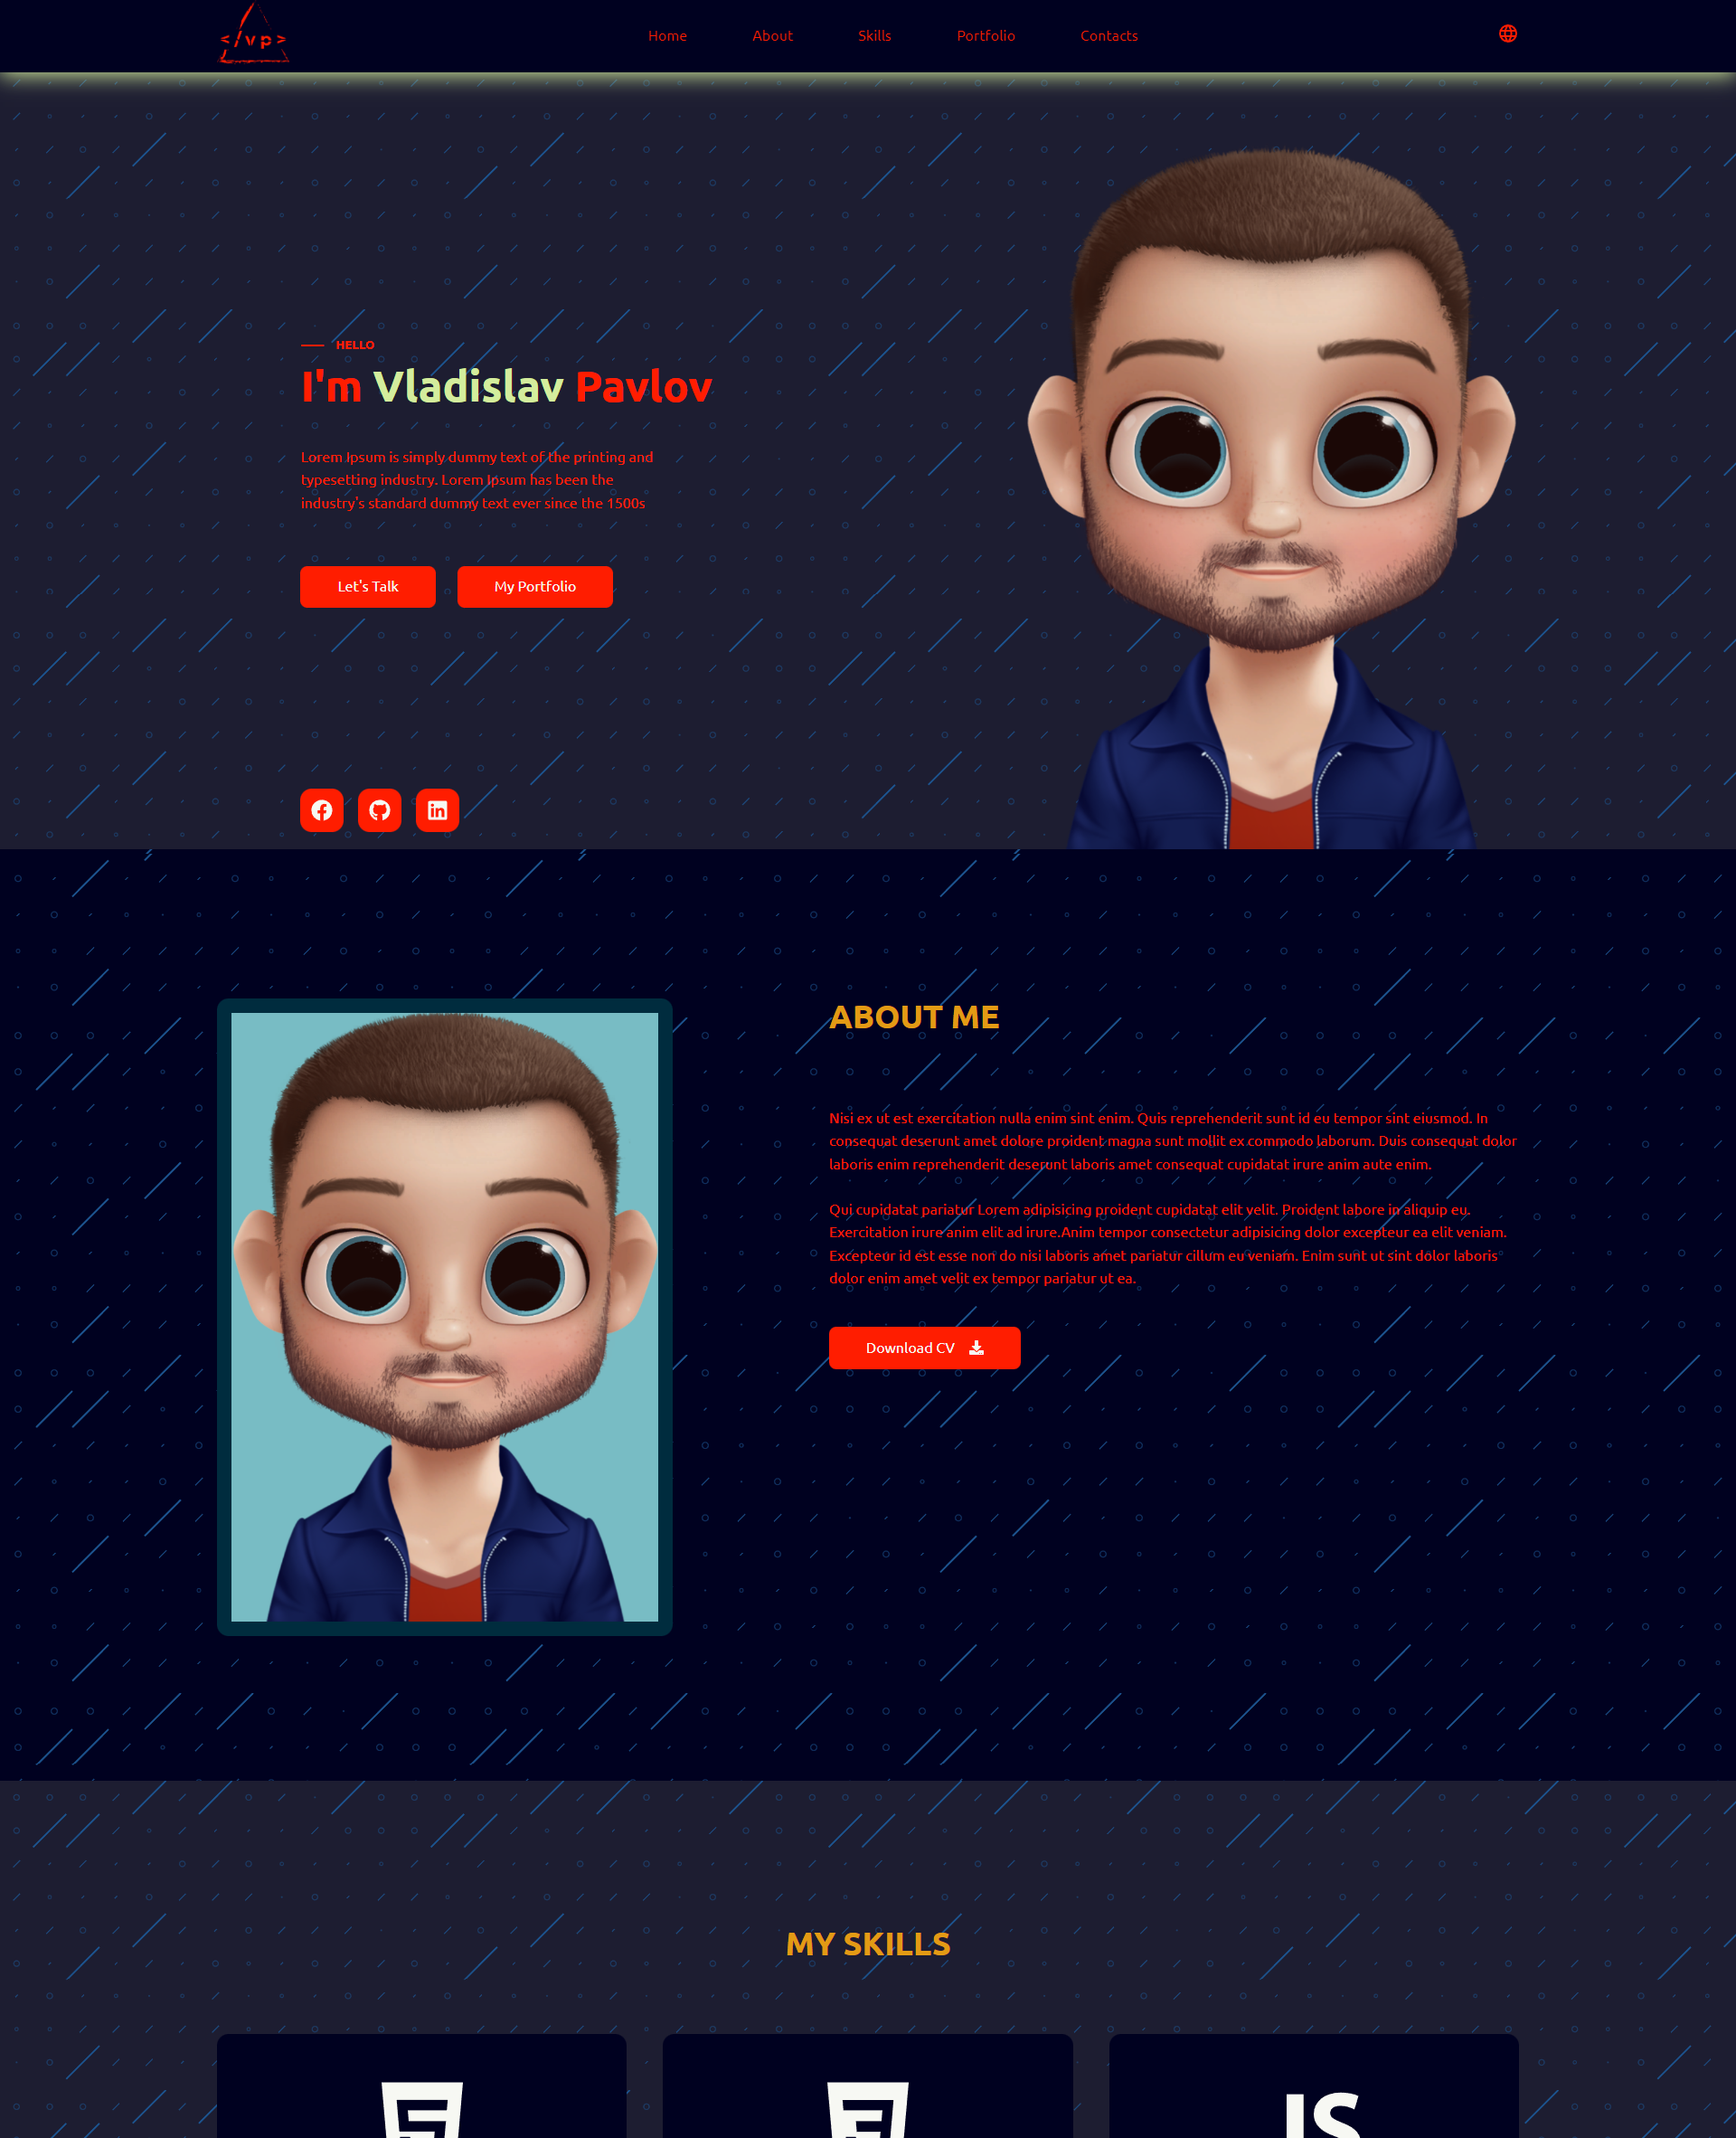 </vp>
Home About Skills Portfolio Contacts
HELLO
I'm Vladislav Pavlov
Lorem Ipsum is simply dummy text of the printing and
typesetting industry. Lorem Ipsum has been the
industry's standard dummy text ever since the 1500s
Let's Talk My Portfolio
ABOUT ME
Nisi ex ut est exercitation nulla enim sint enim. Quis reprehenderit sunt id eu tempor sint eiusmod. In
consequat deserunt amet dolore proident magna sunt mollit ex commodo laborum. Duis consequat dolor
laboris enim reprehenderit deserunt laboris amet consequat cupidatat irure anim aute enim.
Qui cupidatat pariatur Lorem adipisicing proident cupidatat elit velit. Proident labore in aliquip eu.
Exercitation irure anim elit ad irure.Anim tempor consectetur adipisicing dolor excepteur ea elit veniam.
Excepteur id est esse non do nisi laboris amet pariatur cillum eu veniam. Enim sunt ut sint dolor laboris
dolor enim amet velit ex tempor pariatur ut ea.
Download CV
MY SKILLS
JS